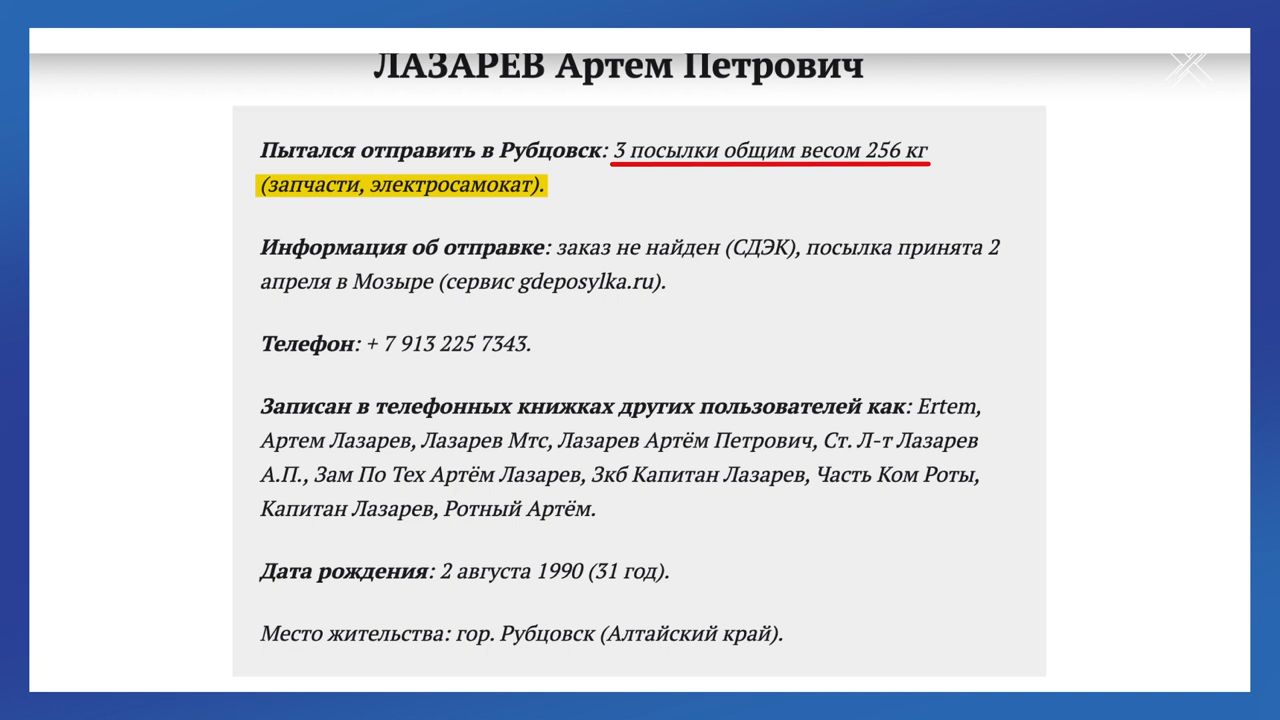 ЛАЗАРЕВ Артем Петрович
Пытался отправить в Рубцовск: 3 посылки общим весом 256 кг
(запчасти, электросамокат).
Информация об отправке: заказ не найден (СДЭК), посылка принята 2
апреля в Мозыре (сервис gdeposylka.ru).
Телефон: + 7 913 225 7343.
Записан в телефонных книжках других пользователей как: Ertem,
Артем Лазарев, Лазарев Мтс, Лазарев Артём Петрович, Ст. Л-т Лазарев
А.П., Зам По Тех Артём Лазарев, Зкб Капитан Лазарев, Часть Ком Роты,
Капитан Лазарев, Ротный Артём.
Дата рождения: 2 августа 1990 (31 год).
Место жительства: гор. Рубцовск (Алтайский край).